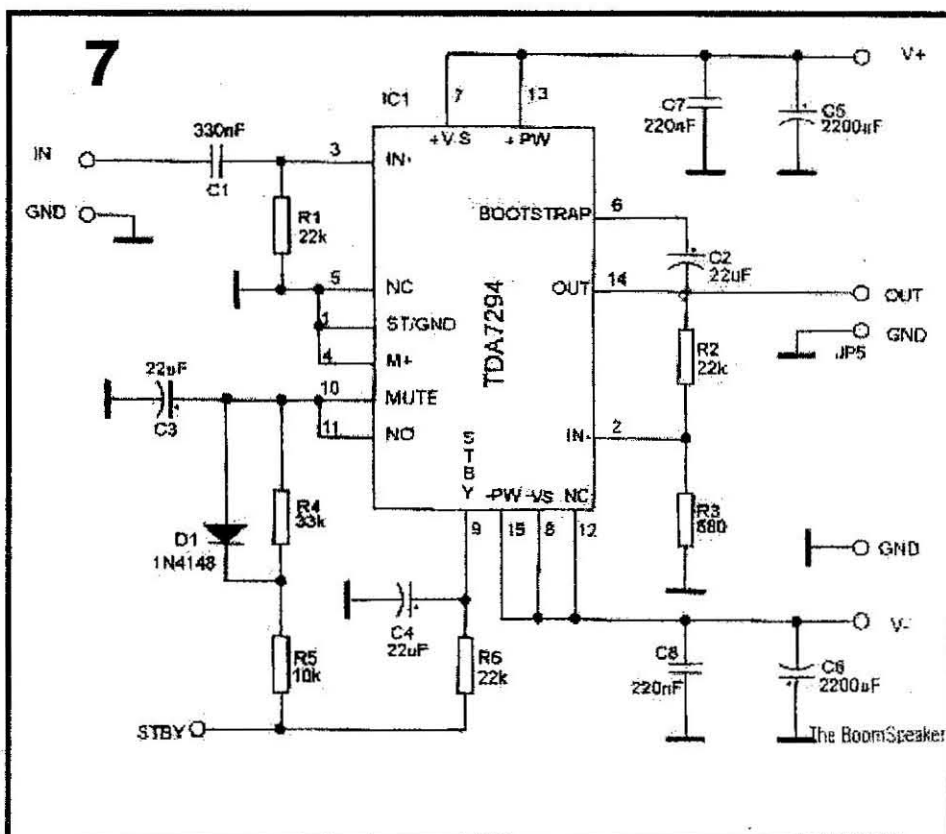 7
V+
IC1
7
13
C7
220nF
C5
2200uF
+VS
+PW
330nF
IN
3
IN+
C1
GND
R1
22k
BOOTSTRAP
6
C2
22uF
5
NC
OUT
14
OUT
1
ST/GND
TDA7294
GND
JP5
4
M+
R2
22k
22uF
10
MUTE
C3
11
STBY
IN-
2
R4
33k
-PW
-VS
NC
R3
680
9
15
8
12
D1
1N4148
GND
C4
22uF
V-
R5
10k
R6
22k
C8
220nF
C6
2200uF
STBY
The BoomSpeaker